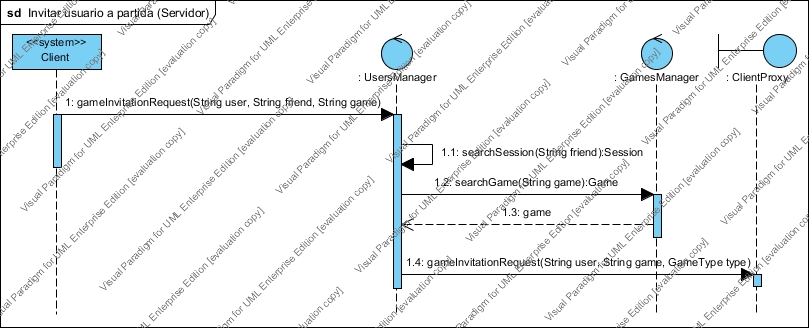 sd Invitar usuario a partida (Servidor)
<<system>>
Client
: UsersManager
: GamesManager
: ClientProxy
1: gameInvitationRequest(String user, String friend, String game)
1.1: searchSession(String friend):Session
1.2: searchGame(String game):Game
1.3: game
1.4: gameInvitationRequest(String user, String game, GameType type)
Visual Paradigm for UML Enterprise Edition [evaluation copy]